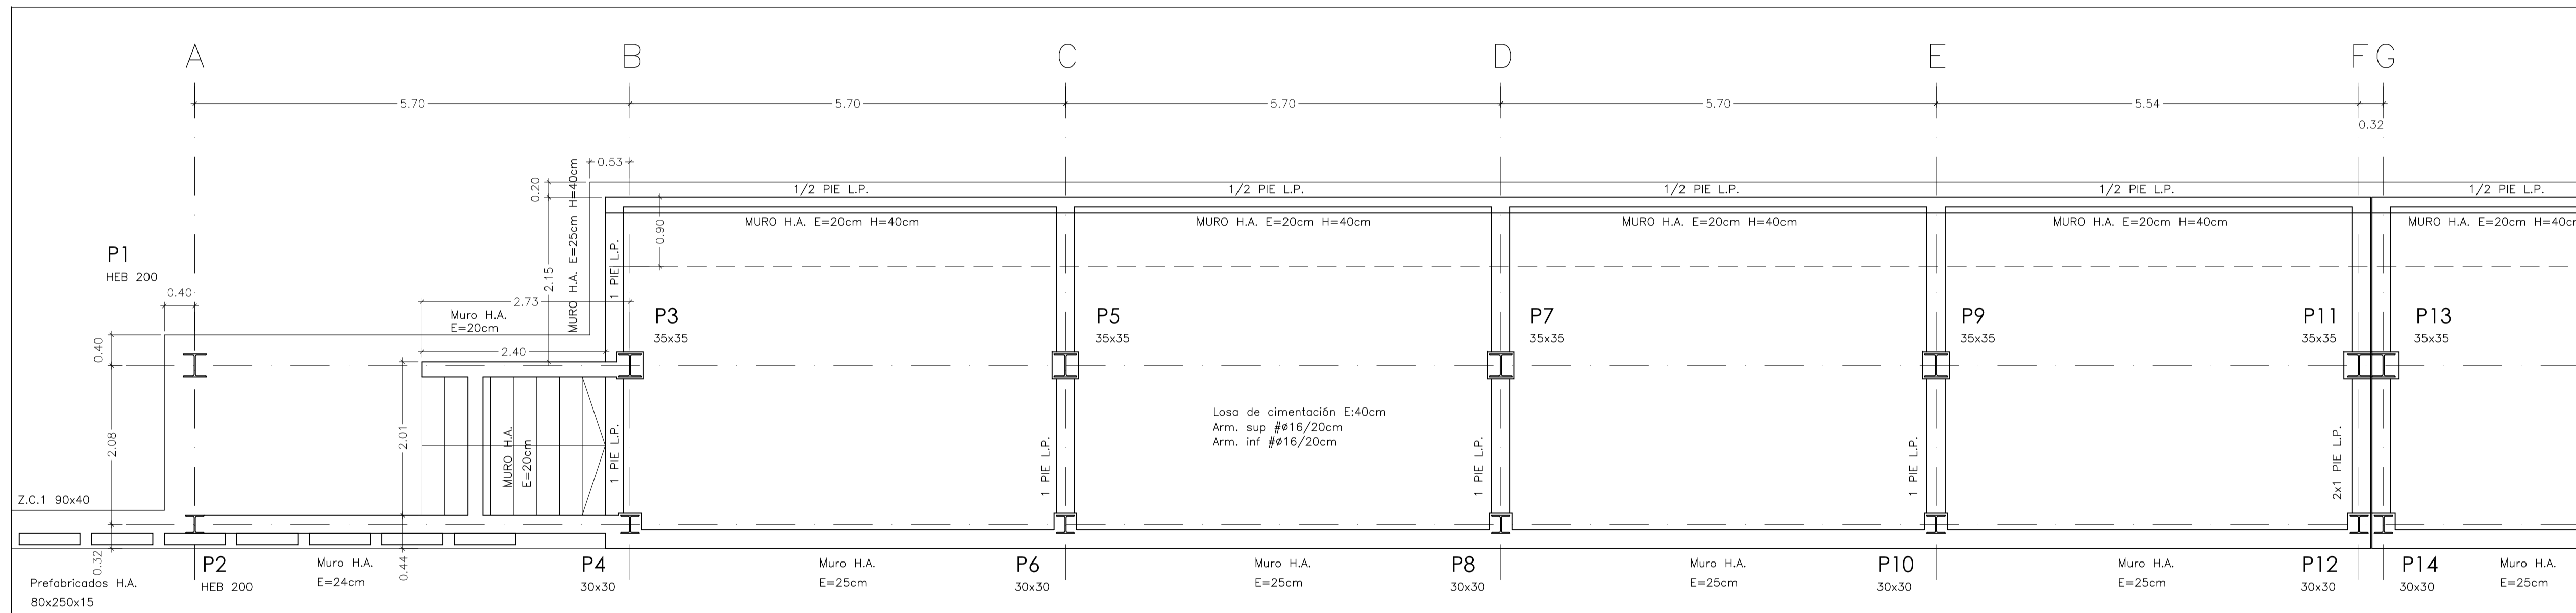 A
B
C
D
E
F G
5.70
5.70
5.70
5.70
5.54
0.32
0.53
0.20
MURO H.A. E=25cm H=40cm
1/2 PIE L.P.
1/2 PIE L.P.
1/2 PIE L.P.
1/2 PIE L.P.
1/2 PIE L.P.
MURO H.A. E=20cm H=40cm
MURO H.A. E=20cm H=40cm
MURO H.A. E=20cm H=40cm
MURO H.A. E=20cm H=40cm
MURO H.A. E=20cm H=40cm
0.90
P1
HEB 200
0.40
2.15
1 PIE L.P.
2.73
Muro H.A.
E=20cm
P3
35x35
P5
35x35
P7
35x35
P9
35x35
P11
35x35
P13
35x35
0.40
2.40
Losa de cimentación E:40cm
Arm. sup #ø16/20cm
Arm. inf #ø16/20cm
2.08
2.01
MURO H.A.
E=20cm
1 PIE L.P.
1 PIE L.P.
1 PIE L.P.
1 PIE L.P.
2x1 PIE L.P.
Z.C.1 90x40
0.32
0.44
P2
HEB 200
Muro H.A.
E=24cm
P4
30x30
Muro H.A.
E=25cm
P6
30x30
Muro H.A.
E=25cm
P8
30x30
Muro H.A.
E=25cm
P10
30x30
Muro H.A.
E=25cm
P12
30x30
P14
30x30
Muro H.A.
E=25cm
Prefabricados H.A.
80x250x15